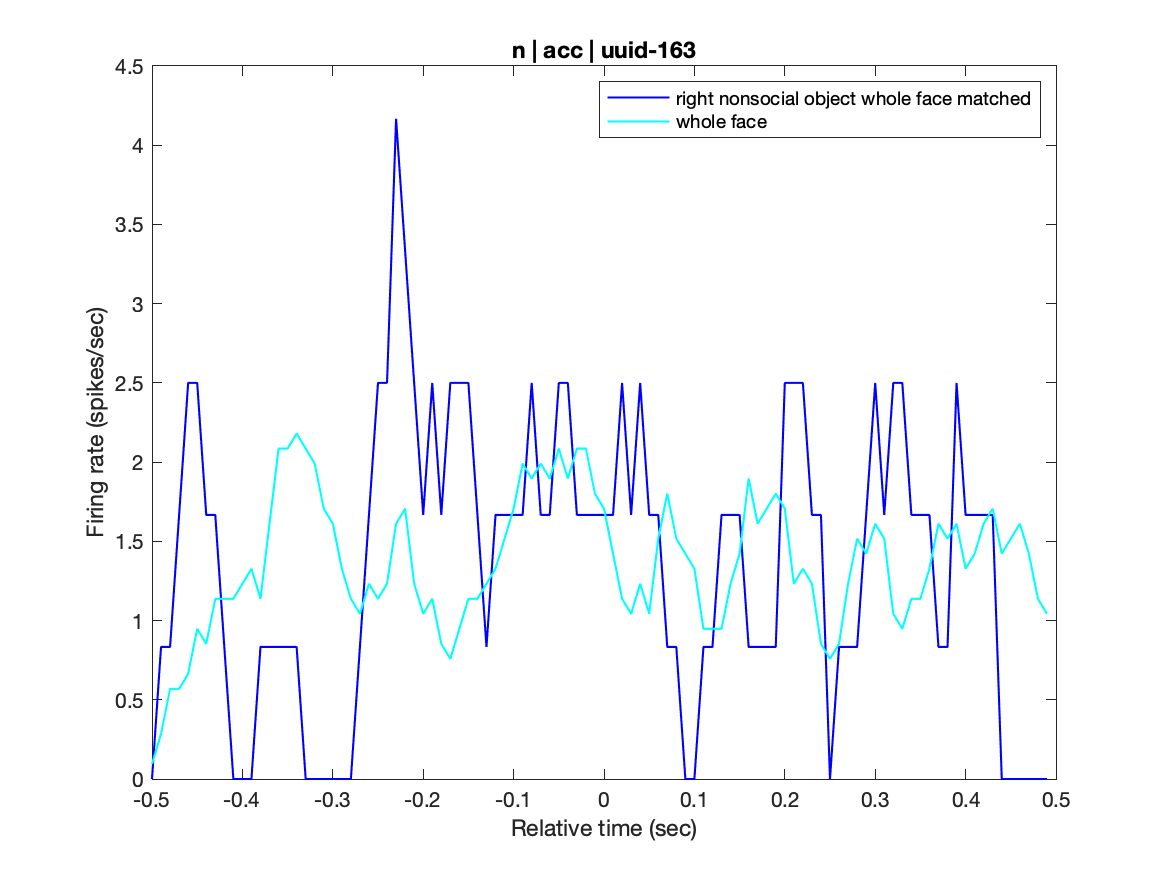 n | acc | uuid-163
right nonsocial object whole face matched
whole face
Firing rate (spikes/sec)
4.5
4
3.5
3
2.5
2
1.5
1
0.5
0
-0.5 -0.4 -0.3 -0.2 -0.1 0 0.1 0.2 0.3 0.4 0.5
Relative time (sec)